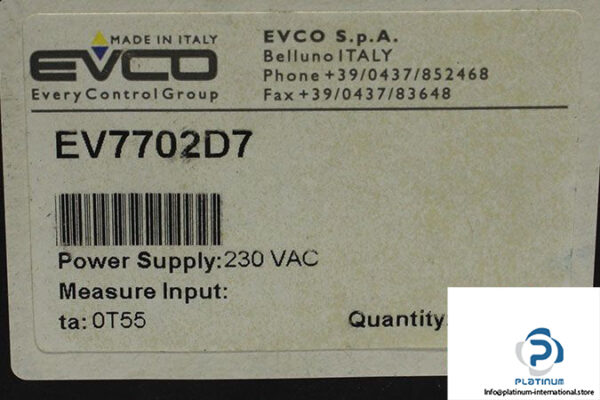 MADE IN ITALY
EVCO
Every Control Group
EVCO S.p.A.
Belluno ITALY
Phone +39/0437/852468
Fax +39/0437/83648
EV7702D7
Power Supply:230 VAC
Measure Input:
ta: 0T55
Quantity
PLATINUM
Info@platinum-international.store